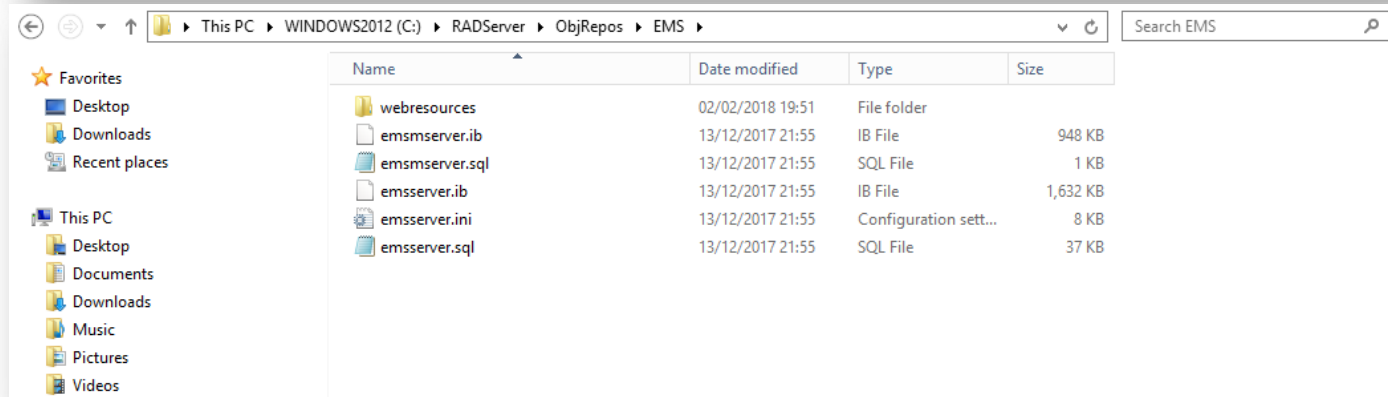 This PC WINDOWS2012 (C:) RADServer ObjRepos EMS Search EMS
Favorites
Desktop
Downloads
Recent places
This PC
Desktop
Documents
Downloads
Music
Pictures
Videos
Name Date modified Type Size
webresources 02/02/2018 19:51 File folder
emsmserver.ib 13/12/2017 21:55 IB File 948 KB
emsmserver.sql 13/12/2017 21:55 SQL File 1 KB
emsserver.ib 13/12/2017 21:55 IB File 1,632 KB
emsserver.ini 13/12/2017 21:55 Configuration sett... 8 KB
emsserver.sql 13/12/2017 21:55 SQL File 37 KB